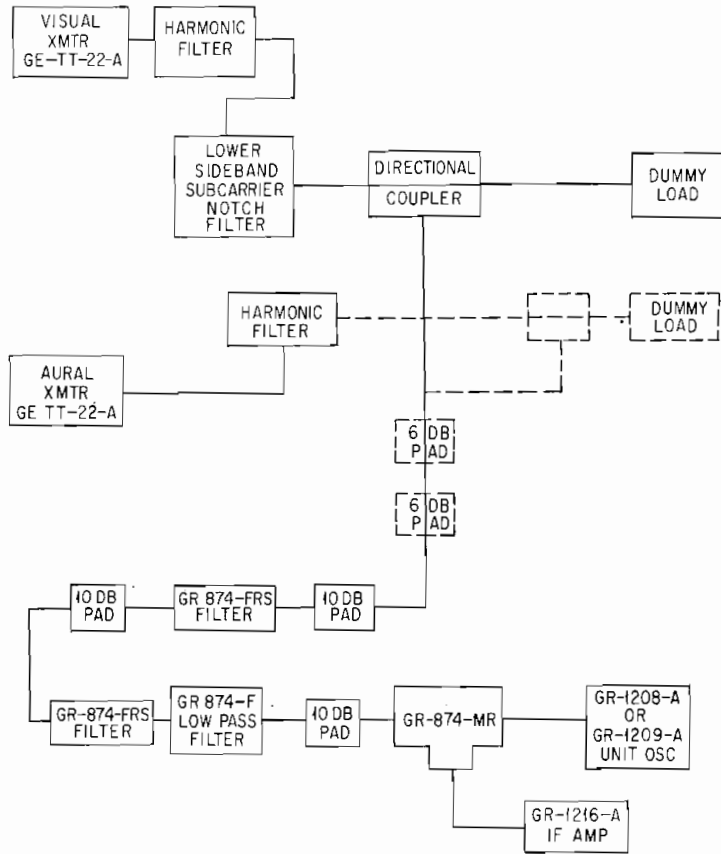 VISUAL
XMTR
GE-TT-22-A
HARMONIC
FILTER
LOWER
SIDEBAND
SUBCARRIER
NOTCH
FILTER
DIRECTIONAL
COUPLER
DUMMY
LOAD
HARMONIC
FILTER
DUMMY
LOAD
AURAL
XMTR
GE TT-22-A
6 DB
PAD
6 DB
PAD
10 DB
PAD
GR 874-FRS
FILTER
10 DB
PAD
GR-874-FRS
FILTER
GR 874-F
LOW PASS
FILTER
10 DB
PAD
GR-874-MR
GR-1208-A
OR
GR-1209-A
UNIT OSC
GR-1216-A
IF AMP